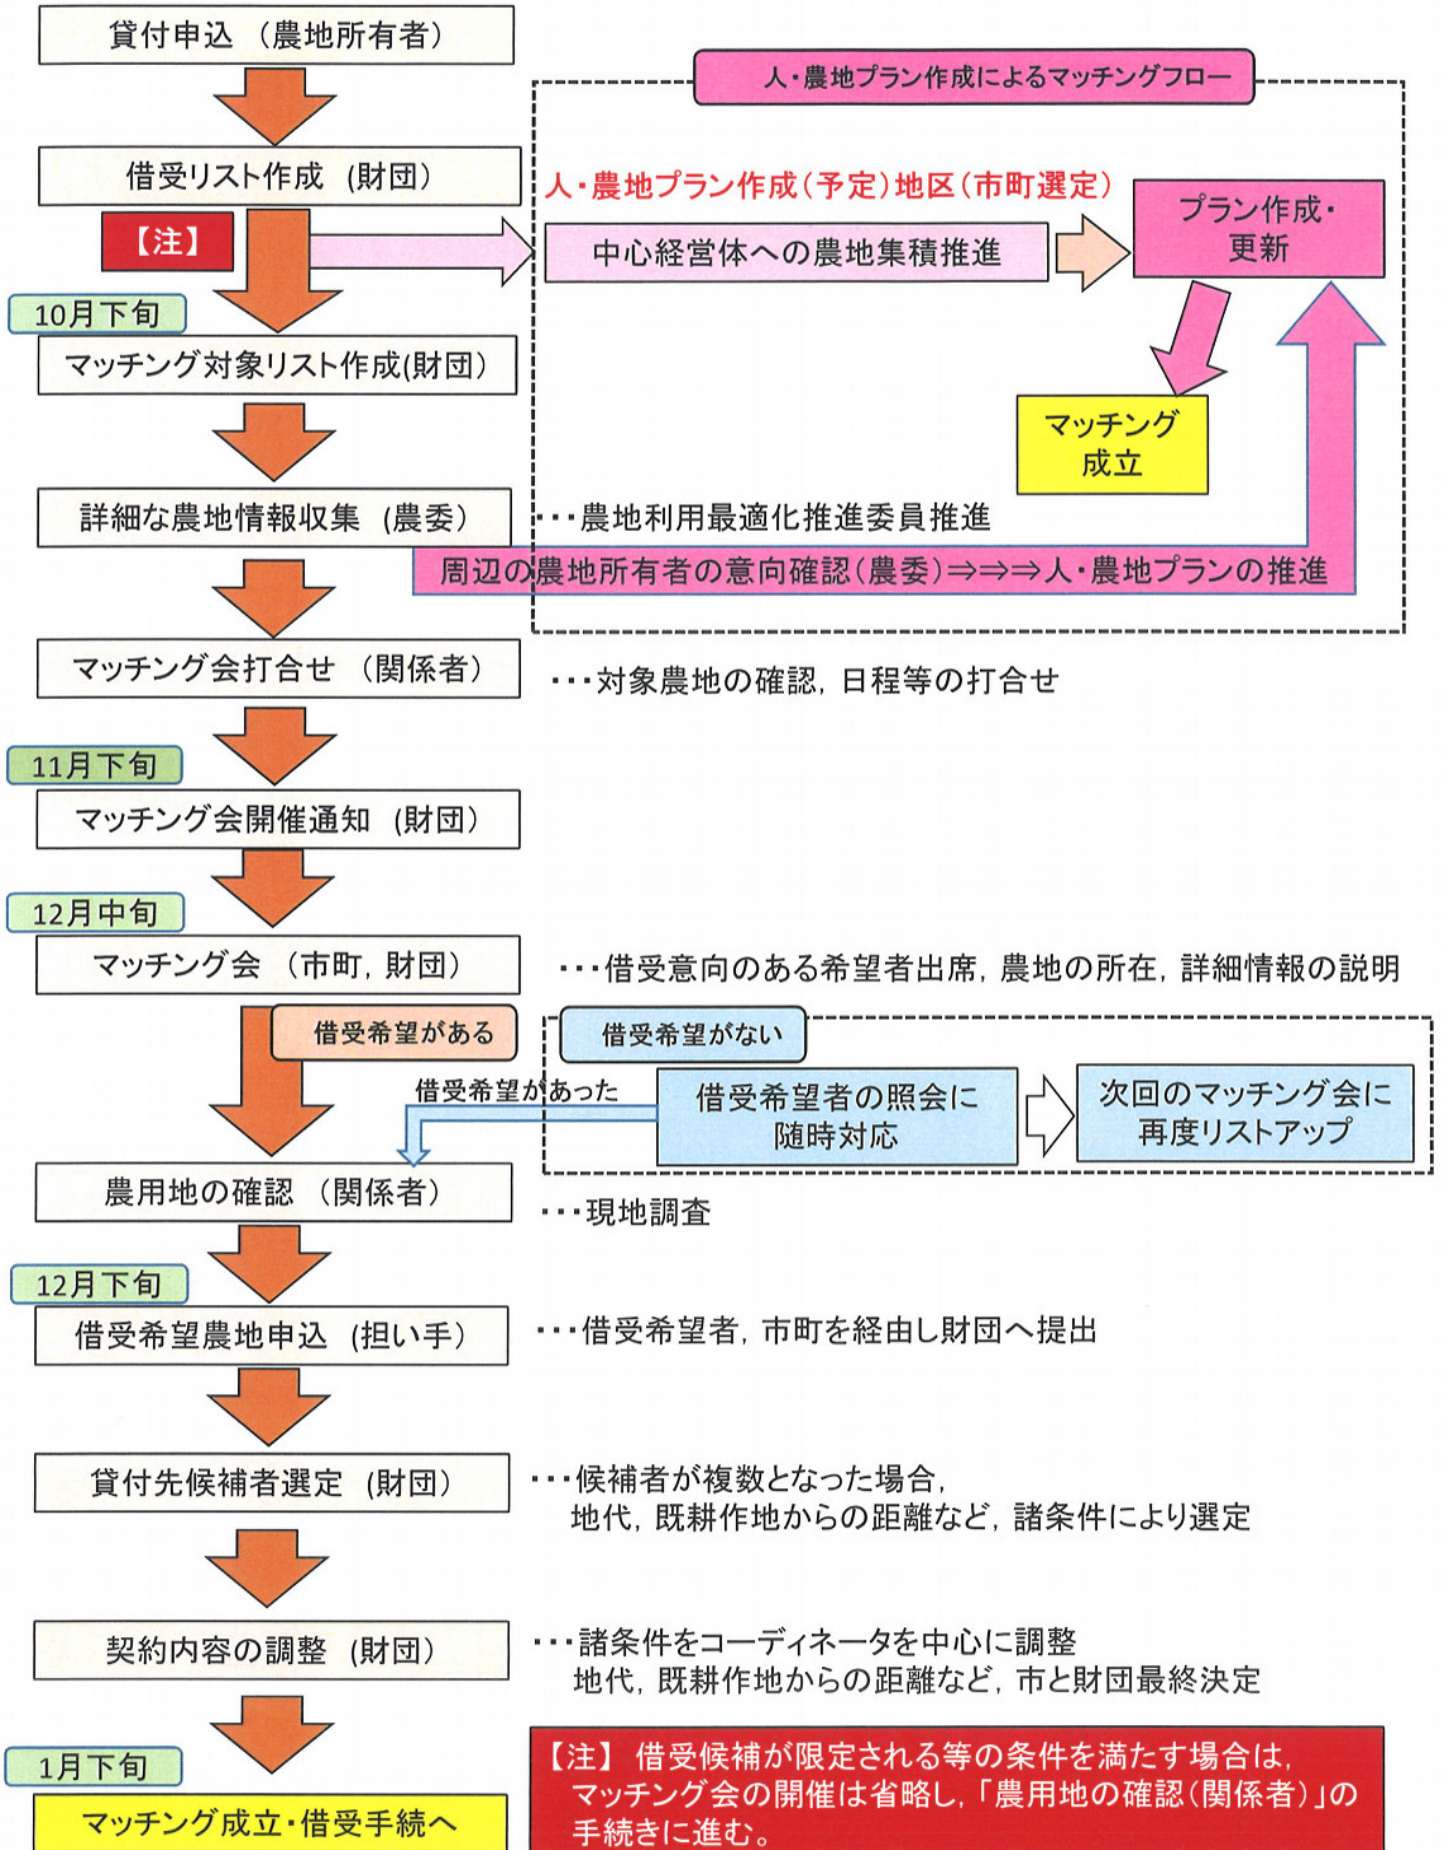 貸付申込 （農地所有者）
人・農地プラン作成によるマッチングフロー
借受リスト作成 (財団）
人・農地プラン作成（予定）地区（市町選定）
【注】
中心経営体への農地集積推進
プラン作成・
更新
10月下旬
マッチング対象リスト作成(財団）
マッチング
成立
詳細な農地情報収集 (農委）
・・・農地利用最適化推進委員推進
周辺の農地所有者の意向確認（農委）⇒⇒⇒人・農地プランの推進
マッチング会打合せ （関係者）
・・・対象農地の確認, 日程等の打合せ
11月下旬
マッチング会開催通知 (財団）
12月中旬
マッチング会 （市町, 財団）
・・・借受意向のある希望者出席, 農地の所在, 詳細情報の説明
借受希望がある
借受希望がない
借受希望があった
借受希望者の照会に
随時対応
次回のマッチング会に
再度リストアップ
農用地の確認 （関係者）
・・・現地調査
12月下旬
借受希望農地申込 (担い手）
・・・借受希望者, 市町を経由し財団へ提出
貸付先候補者選定 (財団）
・・・候補者が複数となった場合,
地代, 既耕作地からの距離など, 諸条件により選定
契約内容の調整 (財団）
・・・諸条件をコーディネータを中心に調整
地代, 既耕作地からの距離など, 市と財団最終決定
1月下旬
マッチング成立・借受手続へ
【注】 借受候補が限定される等の条件を満たす場合は,
マッチング会の開催は省略し, 「農用地の確認（関係者）」の
手続きに進む。